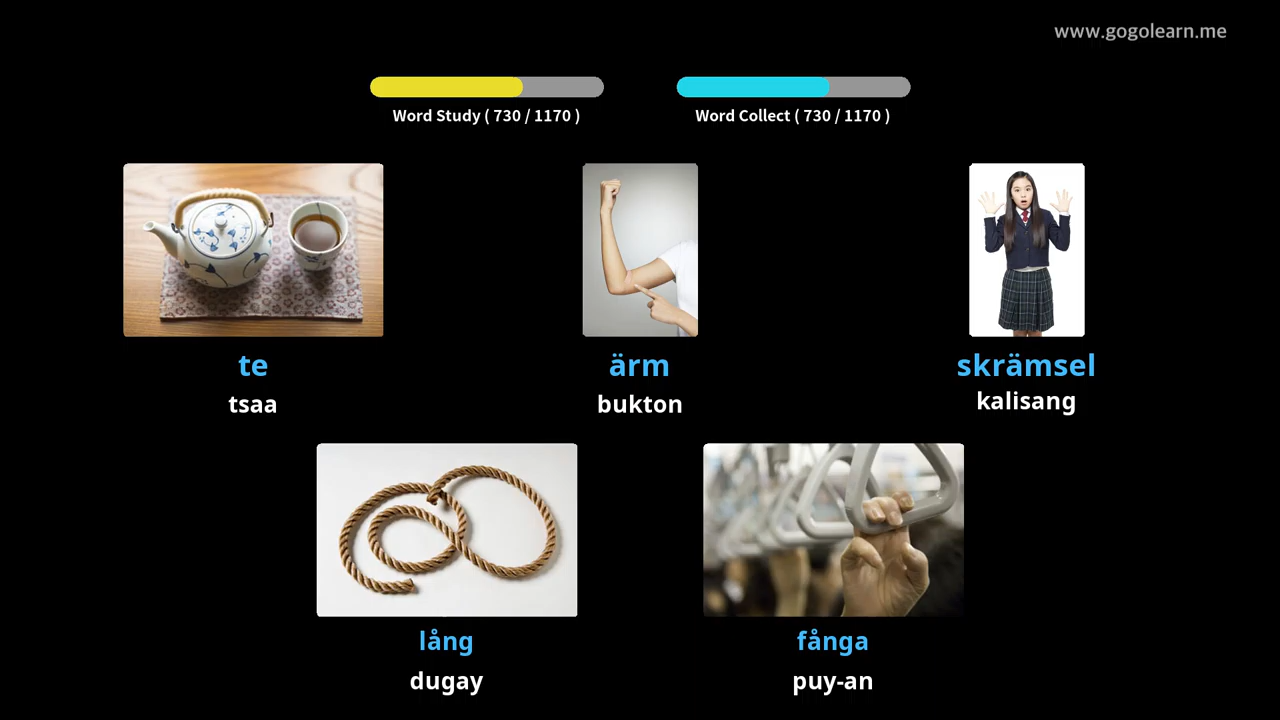 www.gogolearn.me
Word Study ( 730 / 1170 )
Word Collect ( 730 / 1170 )
te
tsaa
ärm
bukton
skrämsel
kalisang
lång
dugay
fånga
puy-an